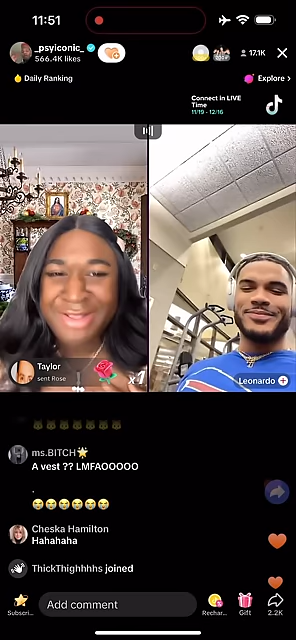 11:51
_psyiconic_
566.4K likes
17.1K
Daily Ranking
Explore >
Connect in LIVE
Time
11/19 - 12/16
Taylor
sent Rose
x1
Leonardo
ms.BITCH🌟
A vest ?? LMFAOOOOO
.
😭😭😭😭😭😭
Cheska Hamilton
Hahahaha
ThickThighhhhs joined
Subscri...
Add comment
Rechar...
Gift
2.2K